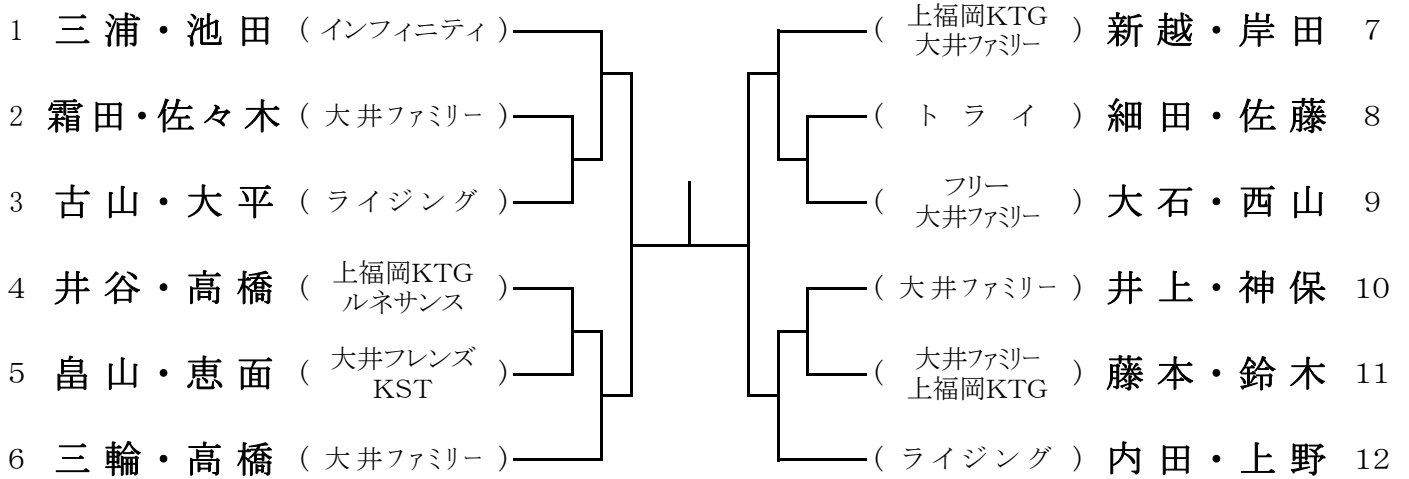 1 三浦・池田 ( インフィニティ )
2 霜田・佐々木 ( 大井ファミリー )
3 古山・大平 ( ライジング )
4 井谷・高橋 ( 上福岡KTG
ルネサンス )
5 畠山・恵面 ( 大井フレンズ
KST )
6 三輪・高橋 ( 大井ファミリー )
( 上福岡KTG
大井ファミリー ) 新越・岸田 7
( トライ ) 細田・佐藤 8
( フリー
大井ファミリー ) 大石・西山 9
( 大井ファミリー ) 井上・神保 10
( 大井ファミリー
上福岡KTG ) 藤本・鈴木 11
( ライジング ) 内田・上野 12